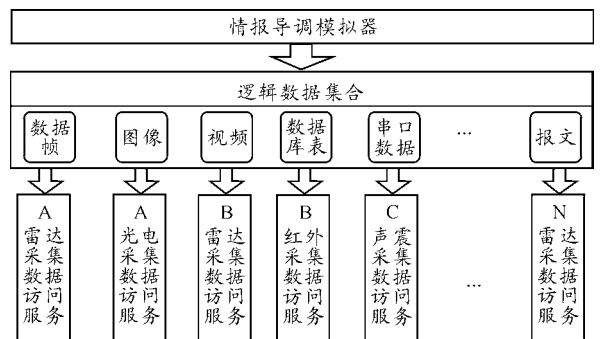 情报导调模拟器
逻辑数据集合
数据
帧
图像
视频
数据
库表
串口
数据
...
报文
A
雷达
采集
数据
访问
服务
A
光电
采集
数据
访问
服务
B
雷达
采集
数据
访问
服务
B
红外
采集
数据
访问
服务
C
声震
采集
数据
访问
服务
...
N
雷达
采集
数据
访问
服务